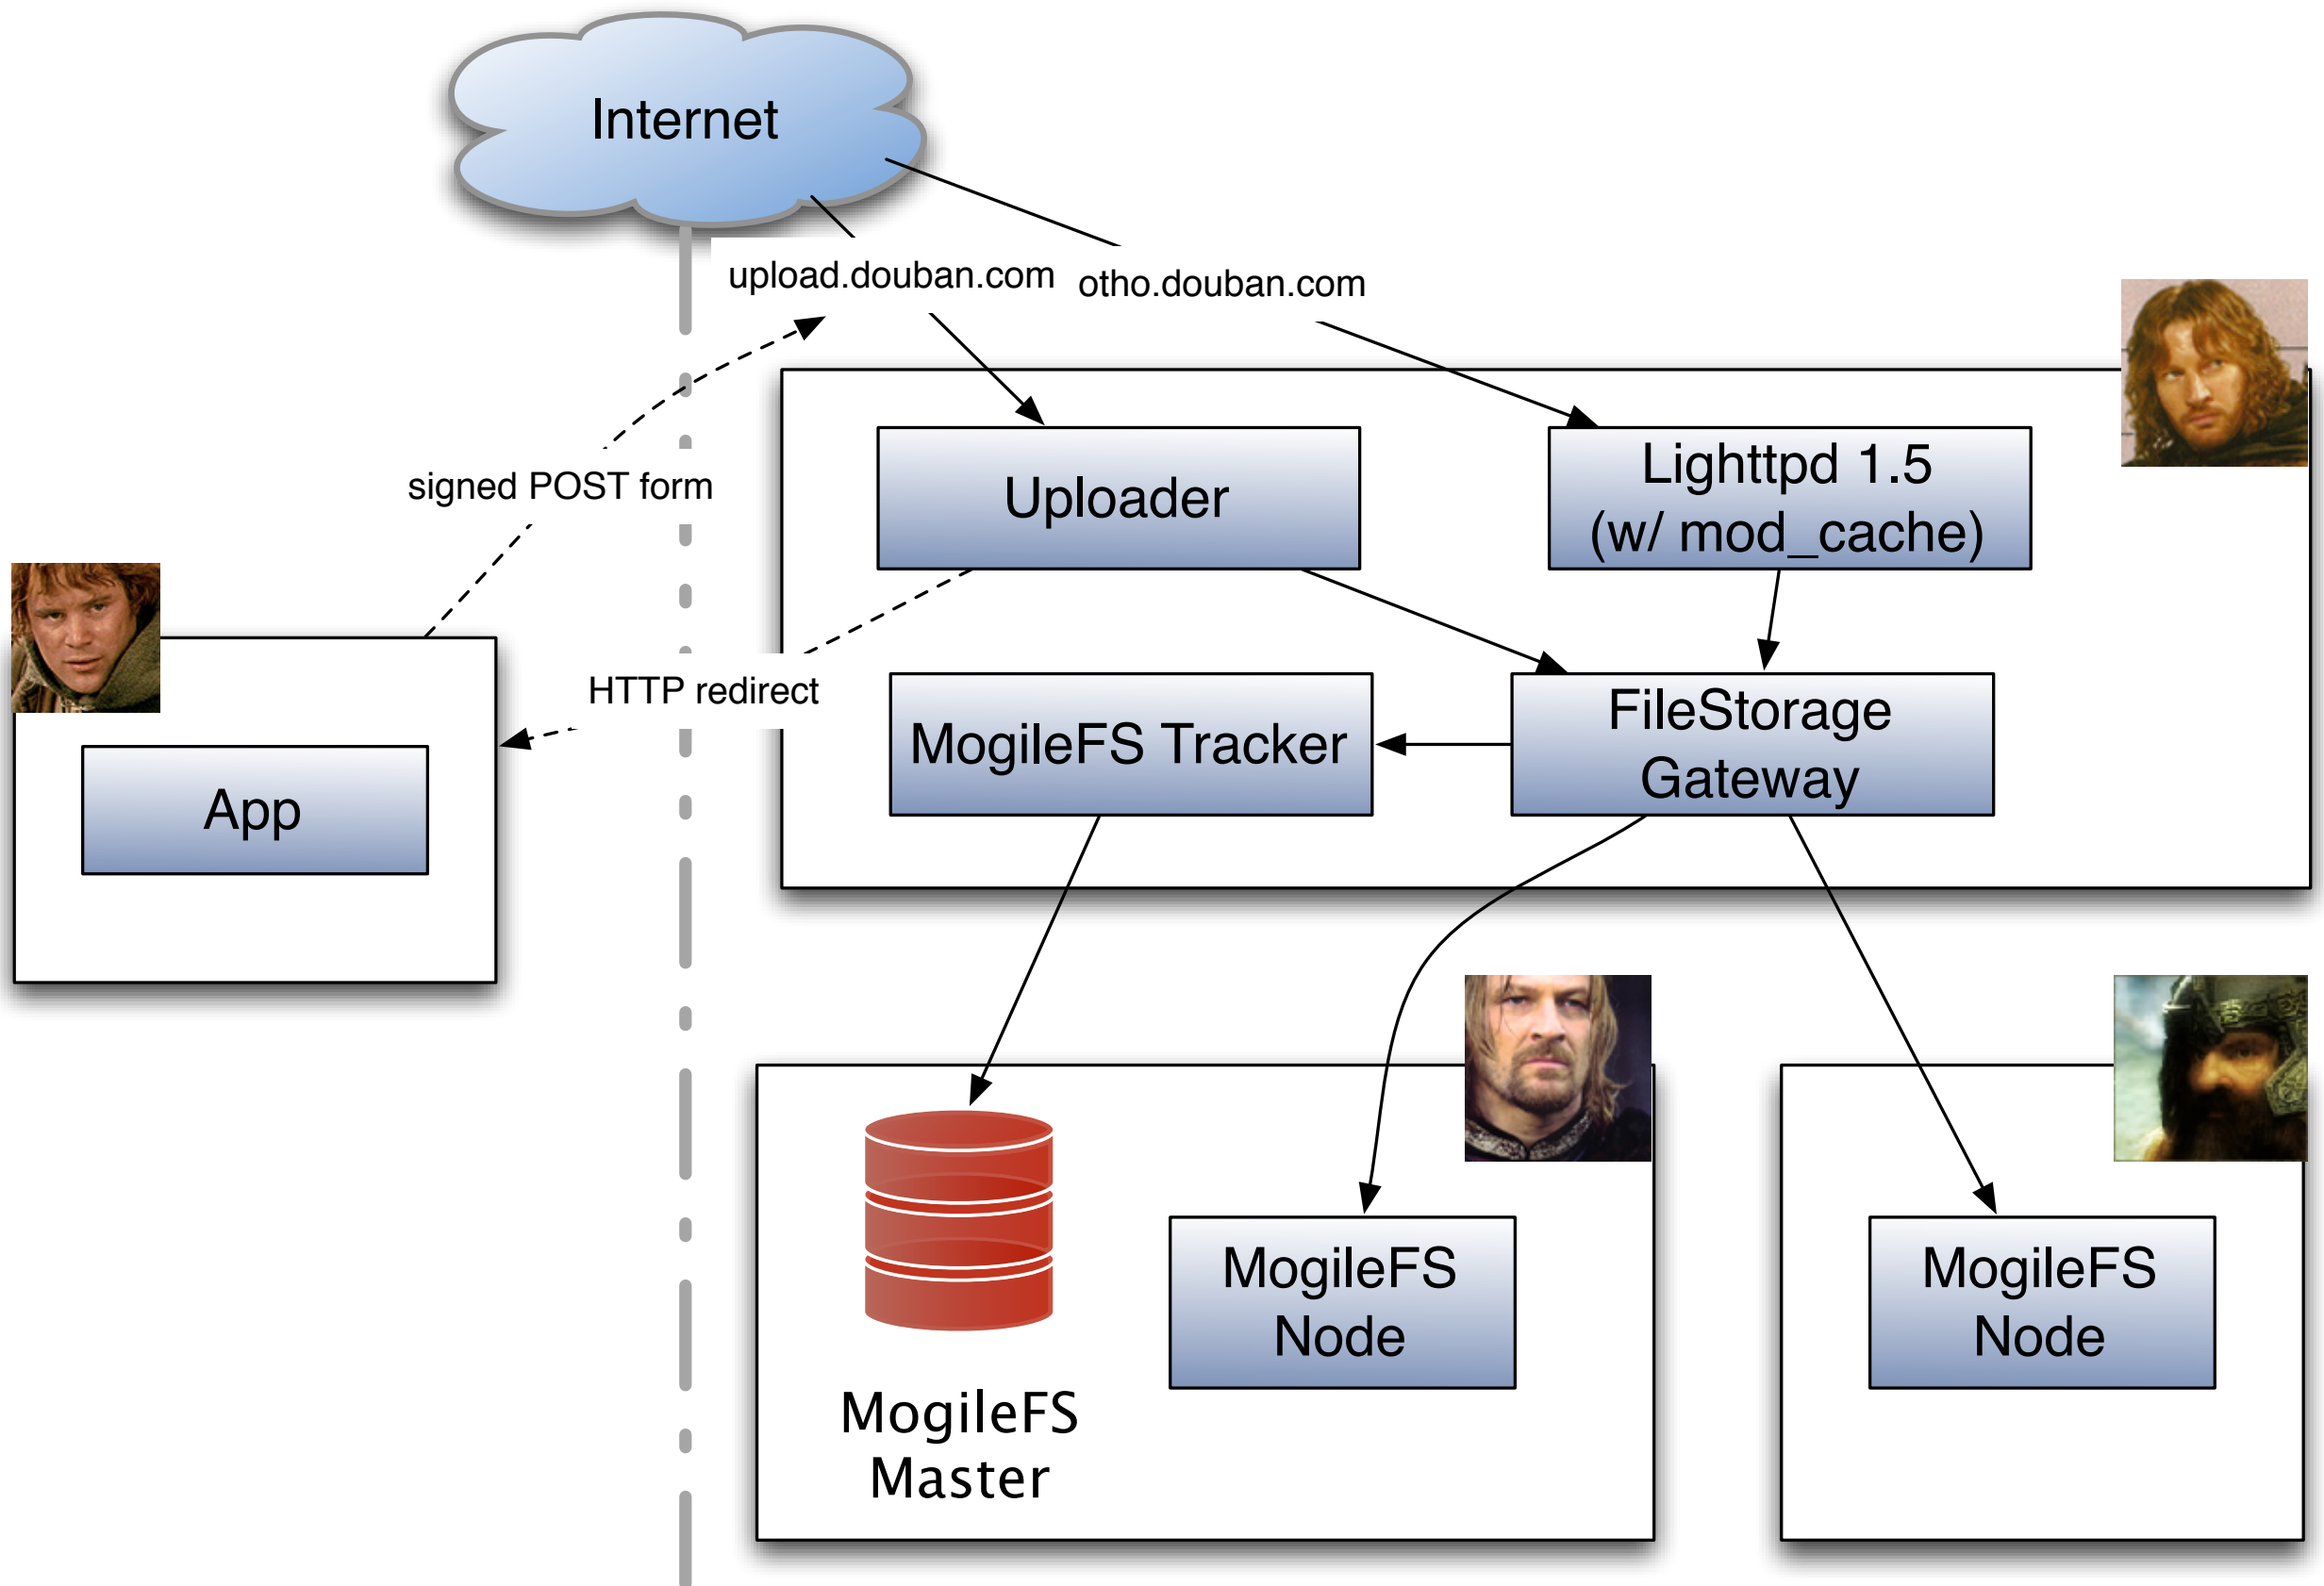 Internet
upload.douban.com
otho.douban.com
signed POST form
Uploader
Lighttpd 1.5
(w/ mod_cache)
HTTP redirect
MogileFS Tracker
FileStorage
Gateway
App
MogileFS
Node
MogileFS
Node
MogileFS
Master